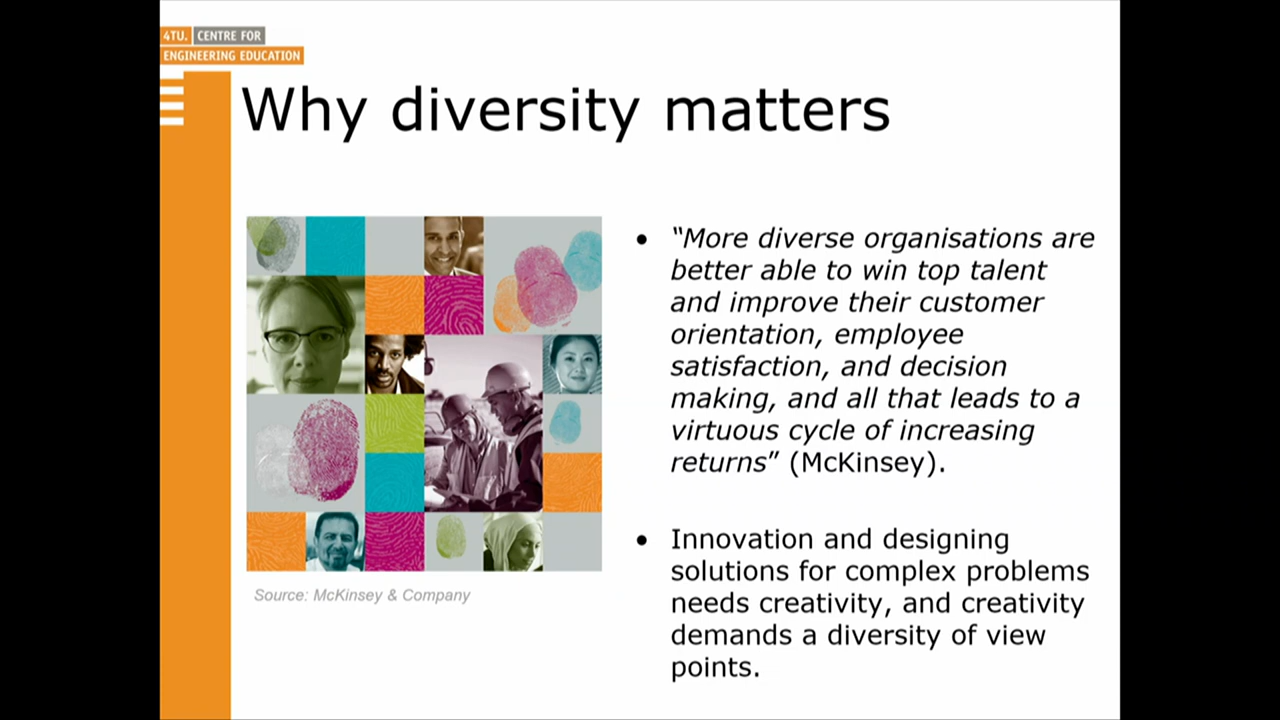 4TU. CENTRE FOR
ENGINEERING EDUCATION
Why diversity matters
• “More diverse organisations are
better able to win top talent
and improve their customer
orientation, employee
satisfaction, and decision
making, and all that leads to a
virtuous cycle of increasing
returns” (McKinsey).
• Innovation and designing
solutions for complex problems
needs creativity, and creativity
demands a diversity of view
points.
Source: McKinsey & Company